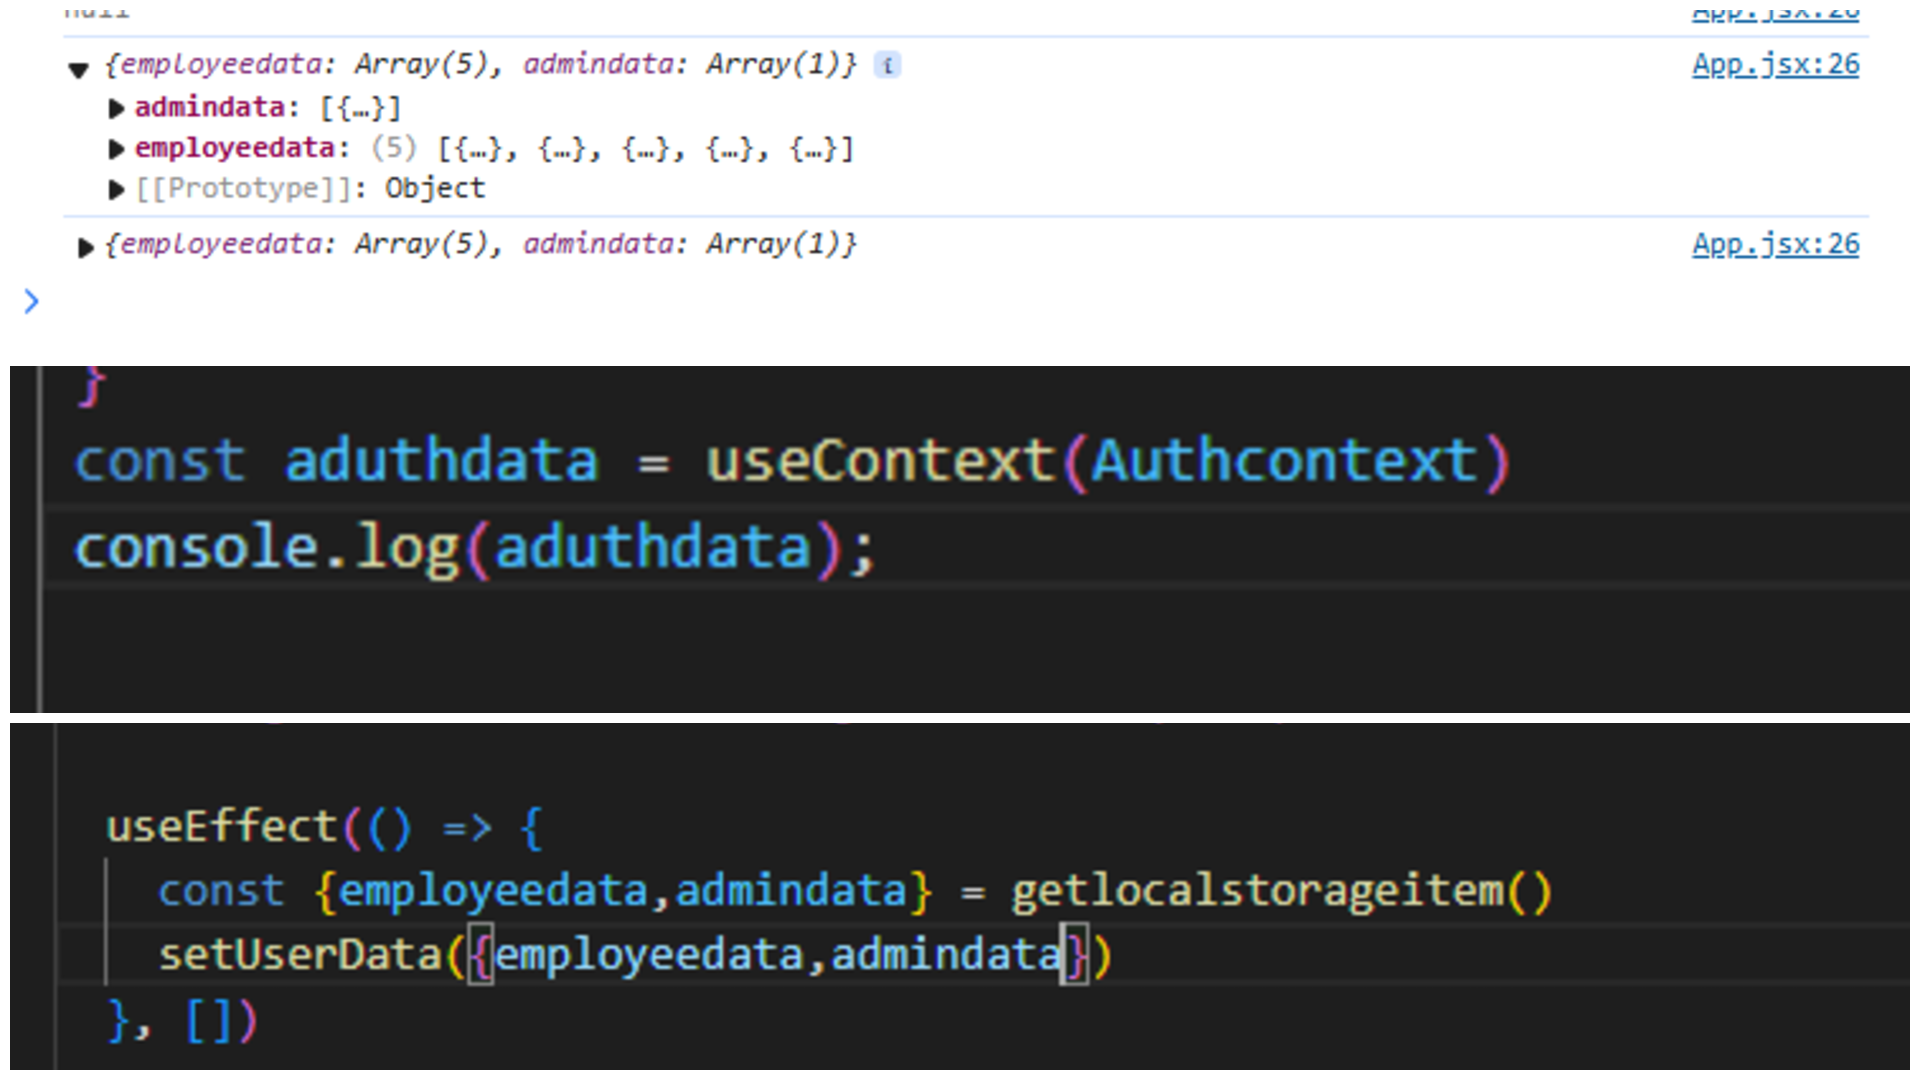 null App.jsx:26
{employeedata: Array(5), admindata: Array(1)} i App.jsx:26
admindata: [{…}]
employeedata: (5) [{…}, {…}, {…}, {…}, {…}]
[[Prototype]]: Object
{employeedata: Array(5), admindata: Array(1)} App.jsx:26
>
}
const aduthdata = useContext(Authcontext)
console.log(aduthdata);
useEffect(() => {
const {employeedata,admindata} = getlocalstorageitem()
setUserData({employeedata,admindata})
}, [])